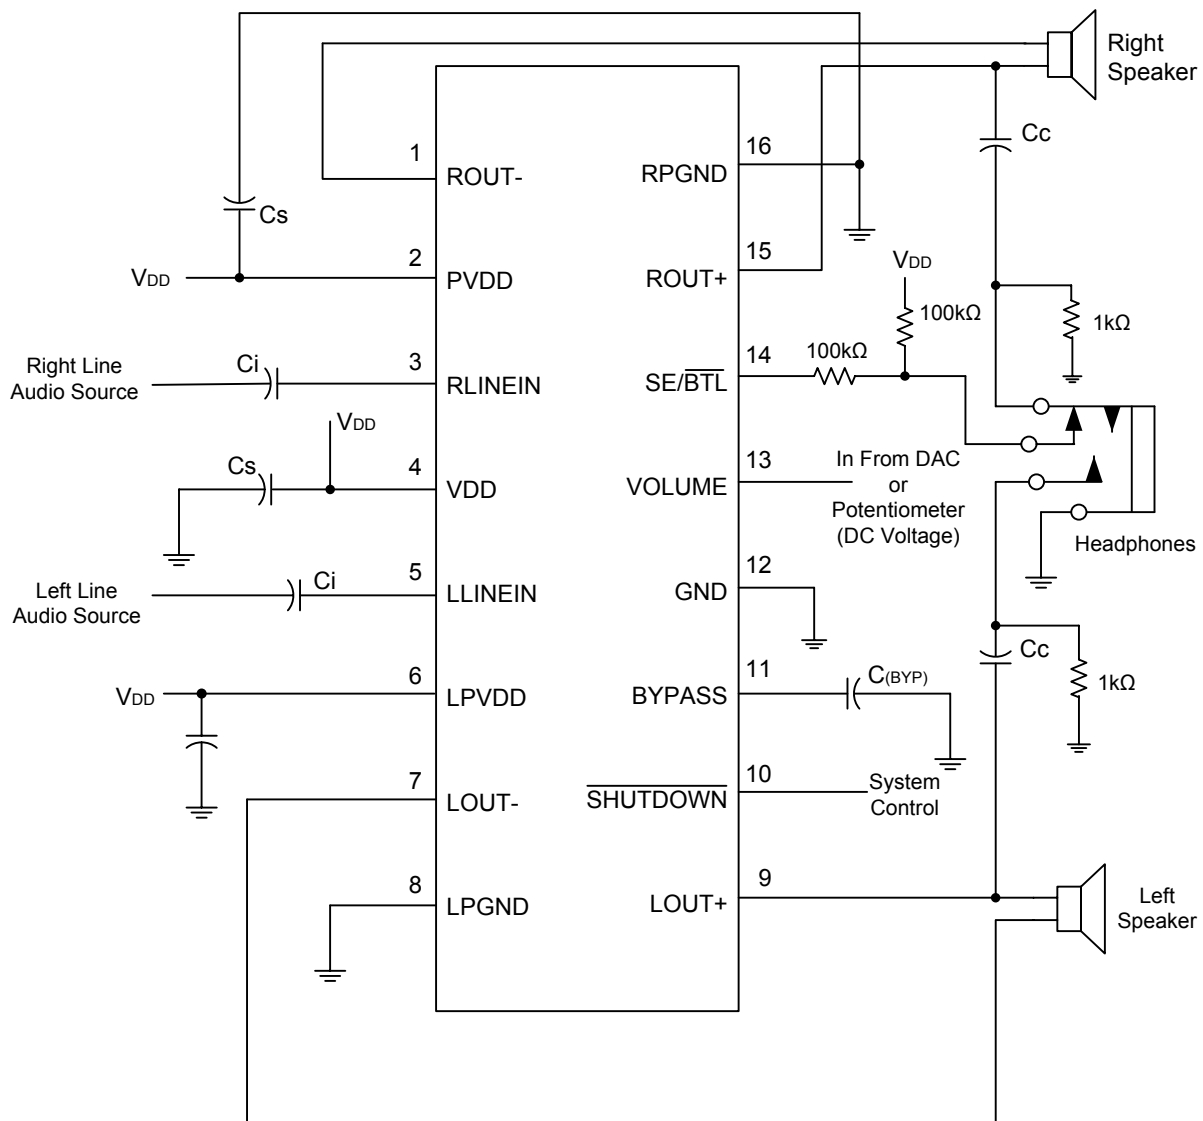 Right
Speaker
Cc
1
ROUT-
16
RPGND
Cs
15
ROUT+
VDD
2
PVDD
VDD
100kΩ
1kΩ
Right Line
Audio Source
Ci
3
RLINEIN
14
SE/BTL
100kΩ
VDD
Cs
4
VDD
13
VOLUME
In From DAC
or
Potentiometer
(DC Voltage)
Headphones
Left Line
Audio Source
Ci
5
LLINEIN
12
GND
Cc
1kΩ
VDD
6
LPVDD
11
BYPASS
C(BYP)
7
LOUT-
10
SHUTDOWN
System
Control
8
LPGND
9
LOUT+
Left
Speaker